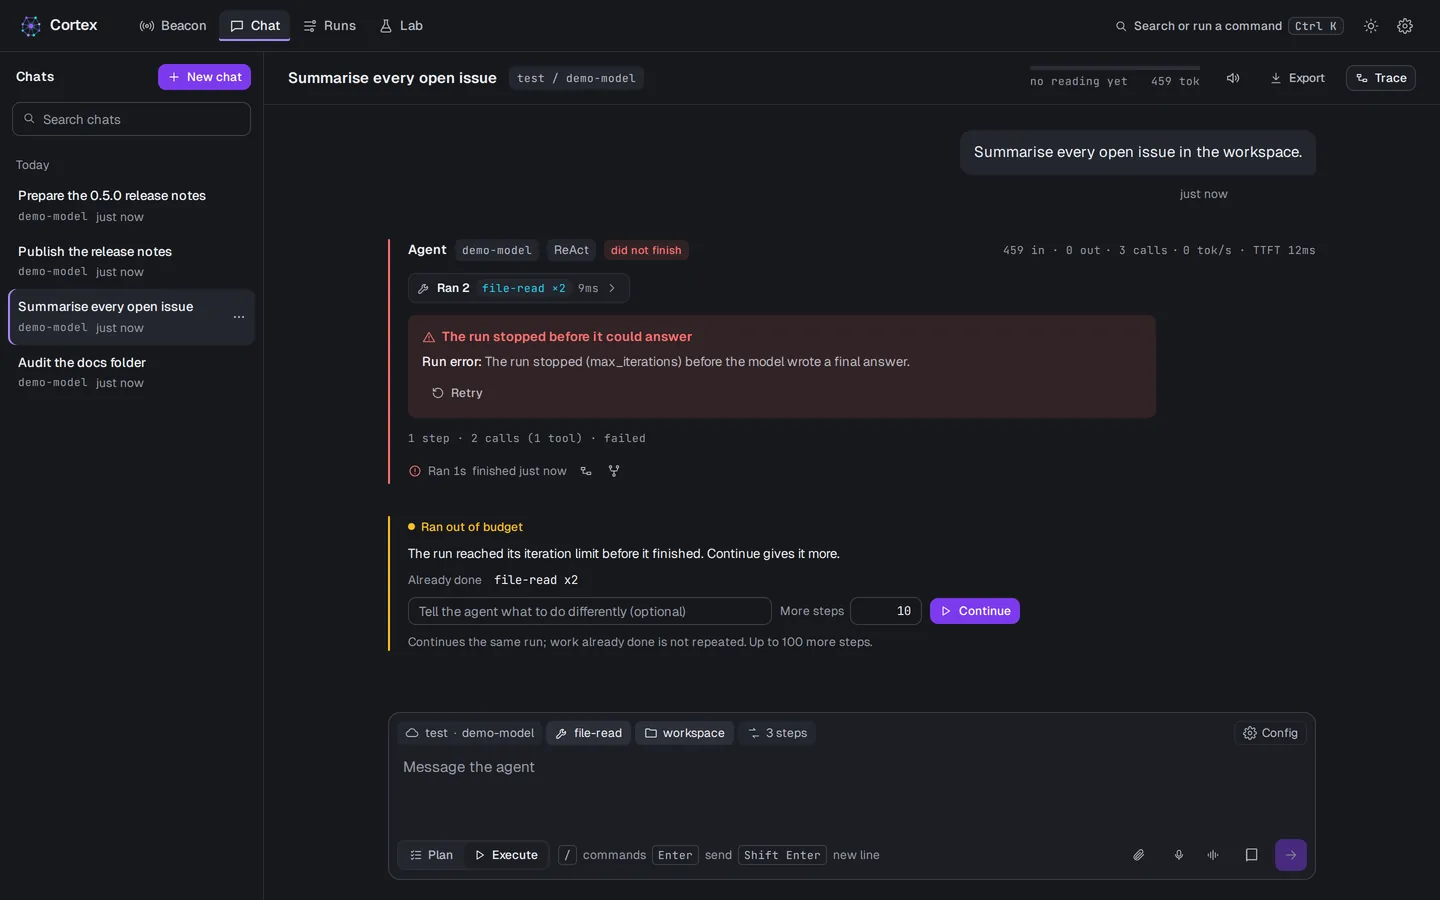 Cortex
Beacon
Chat
Runs
Lab
Search or run a command Ctrl K
Chats
+ New chat
Search chats
Today
Prepare the 0.5.0 release notes
demo-model just now
Publish the release notes
demo-model just now
Summarise every open issue
demo-model just now
...
Audit the docs folder
demo-model just now
Summarise every open issue
test / demo-model
no reading yet 459 tok
Export
Trace
Summarise every open issue in the workspace.
just now
Agent demo-model ReAct did not finish
459 in · 0 out · 3 calls · 0 tok/s · TTFT 12ms
Ran 2 file-read ×2 9ms
The run stopped before it could answer
Run error: The run stopped (max_iterations) before the model wrote a final answer.
Retry
1 step · 2 calls (1 tool) · failed
Ran 1s finished just now
Ran out of budget
The run reached its iteration limit before it finished. Continue gives it more.
Already done file-read x2
Tell the agent what to do differently (optional)
More steps 10
Continue
Continues the same run; work already done is not repeated. Up to 100 more steps.
test · demo-model
file-read
workspace
3 steps
Config
Message the agent
Plan
Execute
/ commands Enter send Shift Enter new line